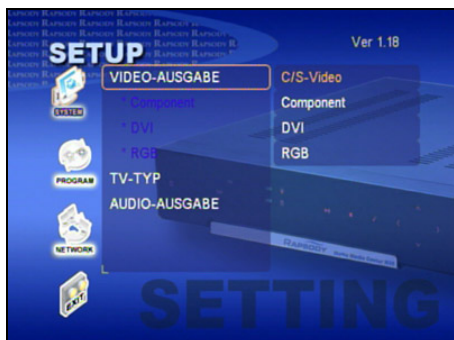 SETUP
Ver 1.18
VIDEO-AUSGABE
C/S-Video
* Component
Component
* DVI
DVI
* RGB
RGB
TV-TYP
AUDIO-AUSGABE
SYSTEM
PROGRAM
NETWORK
EXIT
RAPSODY
SETTING